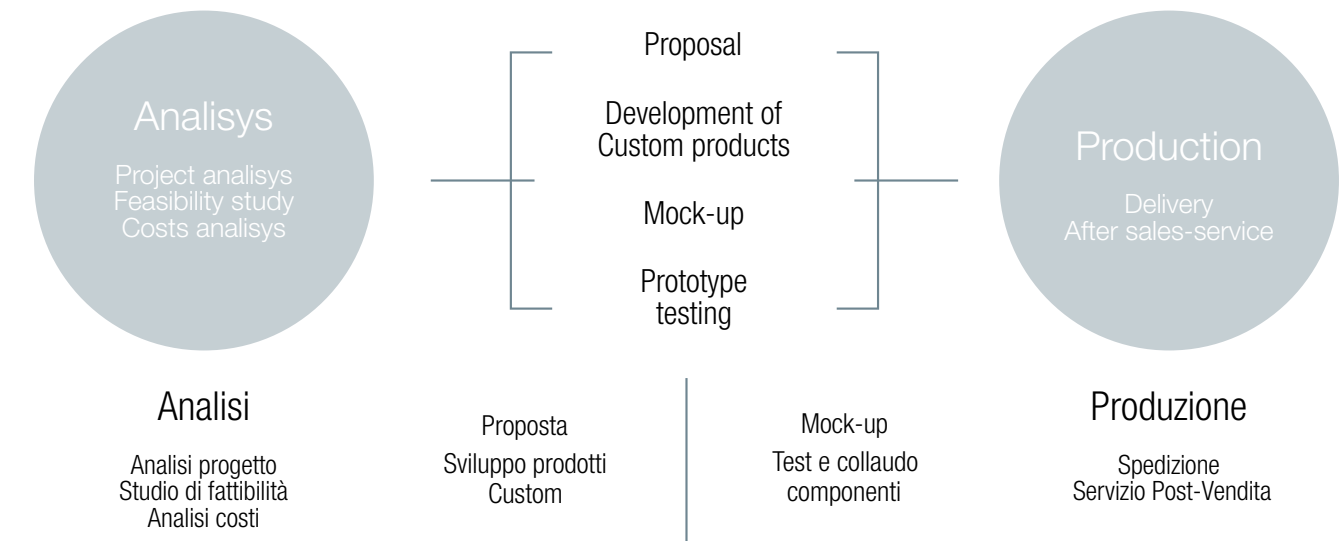 Analisys
Project analisys
Feasibility study
Costs analisys
Proposal
Development of
Custom products
Mock-up
Prototype
testing
Production
Delivery
After sales-service
Analisi
Analisi progetto
Studio di fattibilità
Analisi costi
Proposta
Sviluppo prodotti
Custom
Mock-up
Test e collaudo
componenti
Produzione
Spedizione
Servizio Post-Vendita